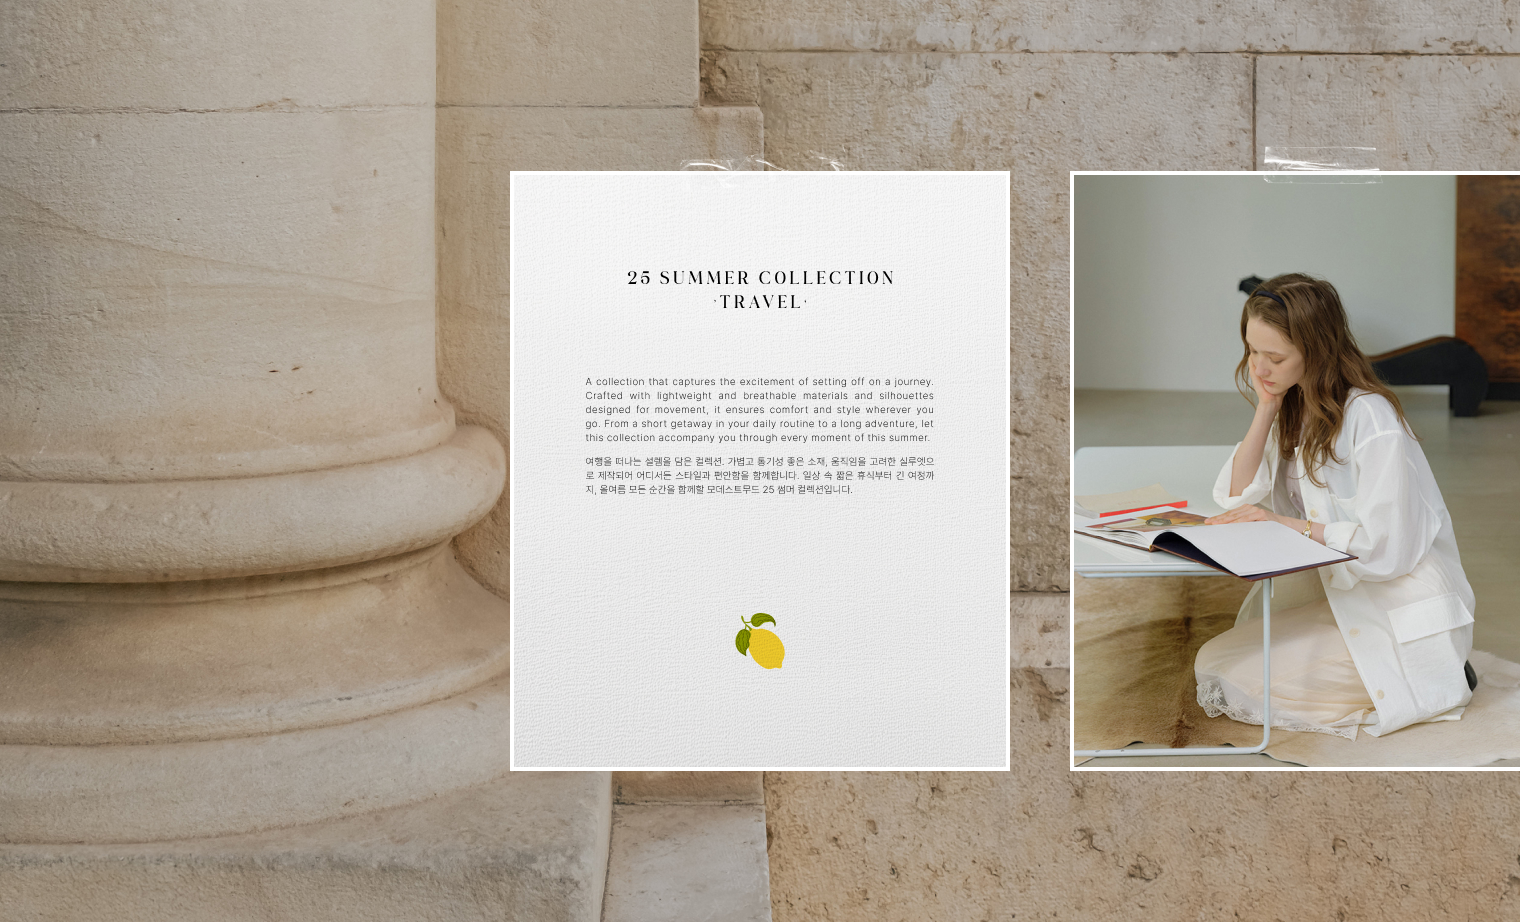 25 SUMMER COLLECTION
·TRAVEL·
A collection that captures the excitement of setting off on a journey.
Crafted with lightweight and breathable materials and silhouettes
designed for movement, it ensures comfort and style wherever you
go. From a short getaway in your daily routine to a long adventure, let
this collection accompany you through every moment of this summer.
여행을 떠나는 설렘을 담은 컬렉션. 가볍고 통기성 좋은 소재, 움직임을 고려한 실루엣으
로 제작되어 어디서든 스타일과 편안함을 함께합니다. 일상 속 짧은 휴식부터 긴 여정까
지, 올여름 모든 순간을 함께할 모데스트무드 25 썸머 컬렉션입니다.